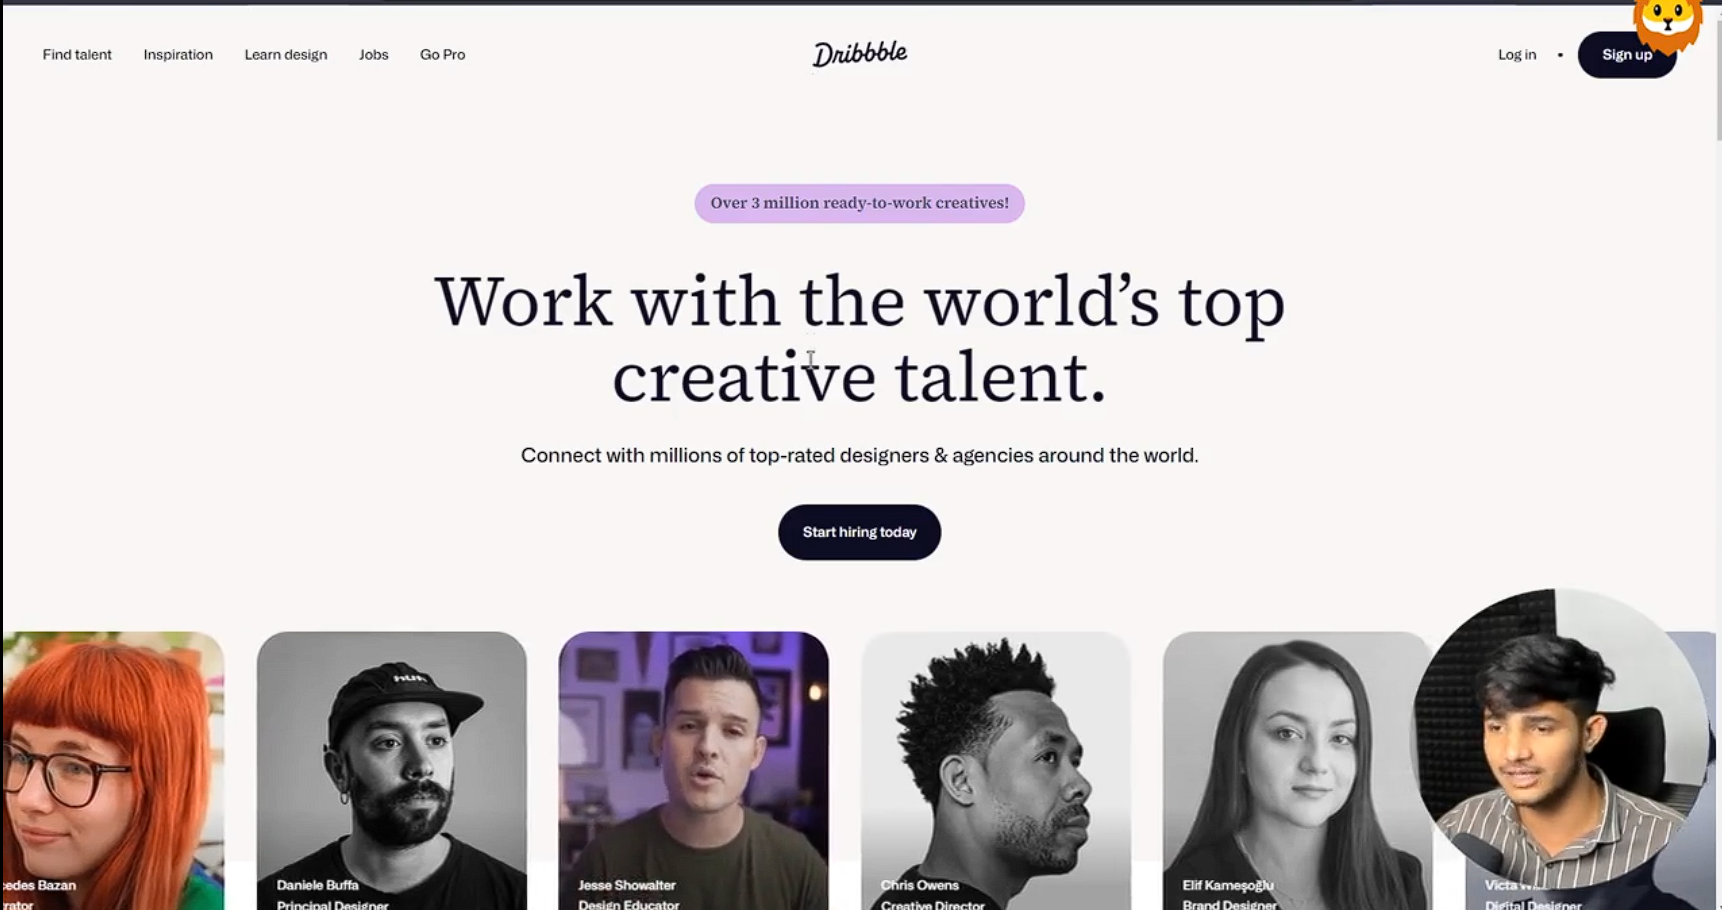 Find talent
Inspiration
Learn design
Jobs
Go Pro
Dribbble
Log in
Sign up
Over 3 million ready-to-work creatives!
Work with the world’s top
creative talent.
Connect with millions of top-rated designers & agencies around the world.
Start hiring today
cedes Bazan
rator
Daniele Buffa
Principal Designer
Jesse Showalter
Design Educator
Chris Owens
Creative Director
Elif Kameşoğlu
Brand Designer
Victa
Digital Designer